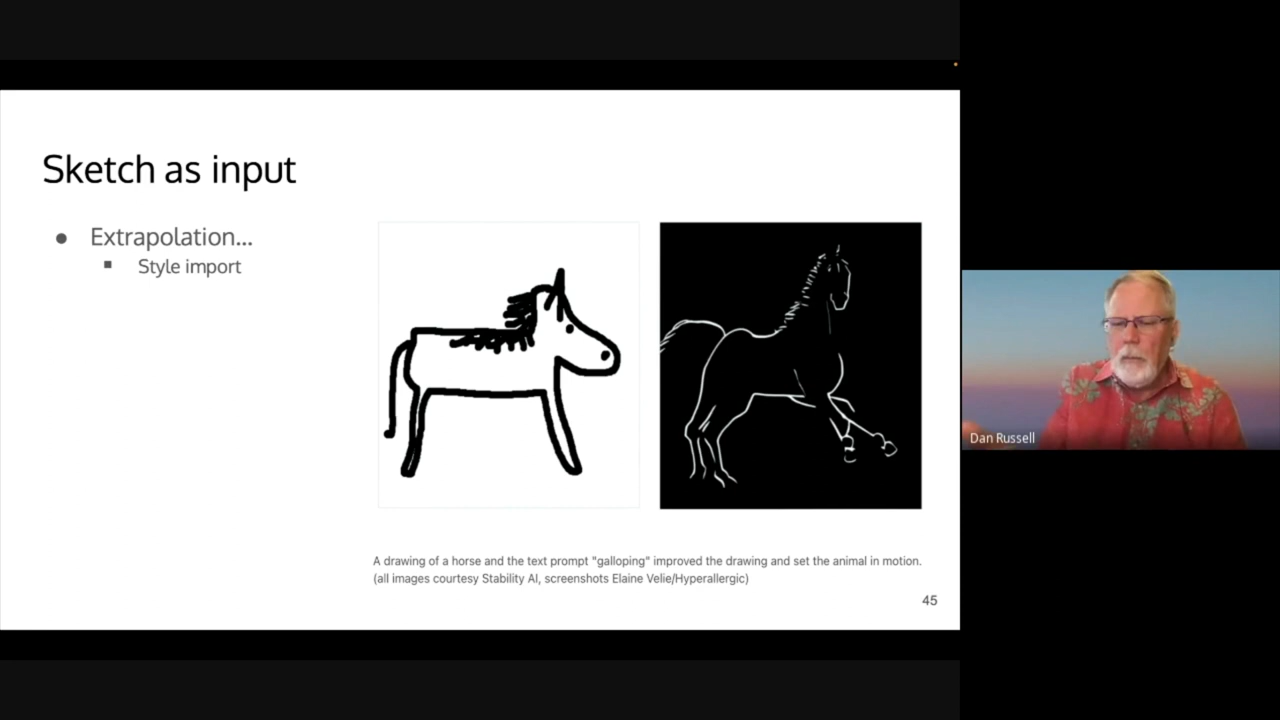 Sketch as input
● Extrapolation...
▪ Style import
A drawing of a horse and the text prompt "galloping" improved the drawing and set the animal in motion.
(all images courtesy Stability AI, screenshots Elaine Velie/Hyperallergic)
45
Dan Russell